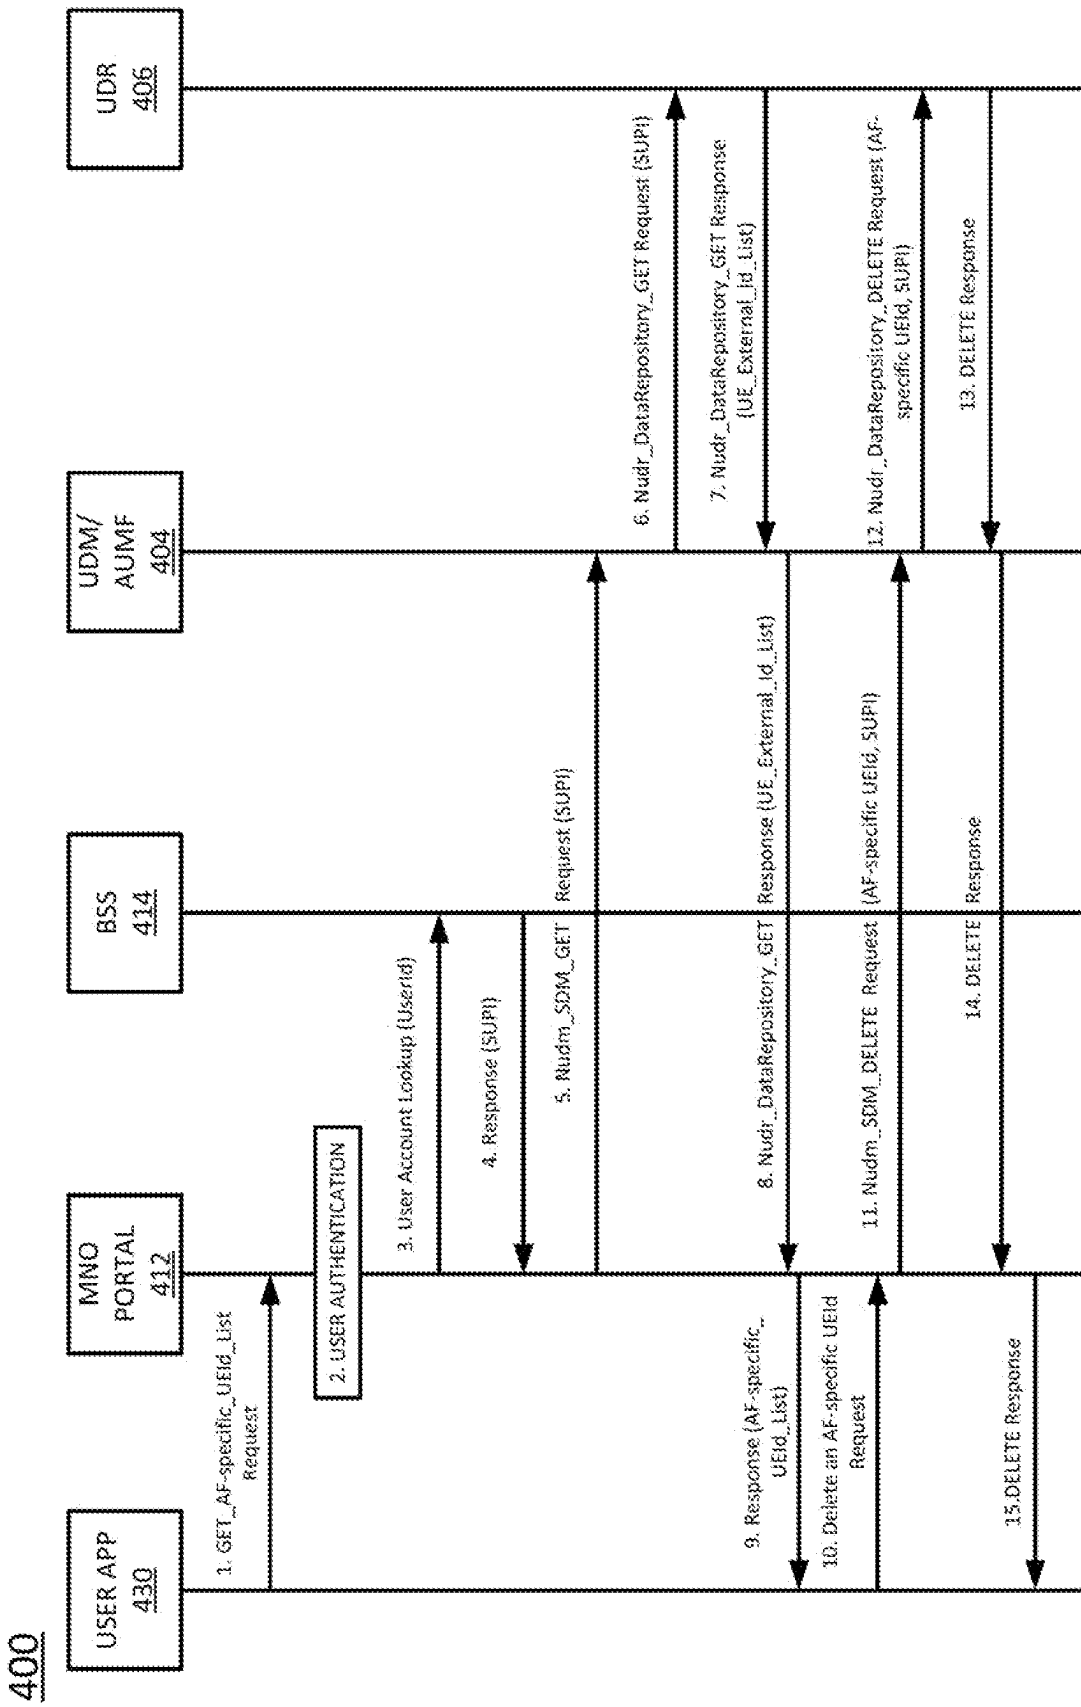 400
USER APP
430
MNO
PORTAL
412
BSS
414
UDM/
AUMF
404
UDR
406
1. GET_AF-specific_UEId_List
Request
2. USER AUTHENTICATION
3. User Account Lookup (UserId)
4. Response (SUPI)
5. Nudm_SDM_GET Request (SUPI)
6. Nudr_DataRepository_GET Request (SUPI)
7. Nudr_DataRepository_GET Response
(UE_External_Id_List)
8. Nudr_DataRepository_GET Response (UE_External_Id_List)
9. Response (AF-specific_
UEId_List)
10. Delete an AF-specific UEId
Request
11. Nudm_SDM_DELETE Request (AF-specific UEId, SUPI)
12. Nudr_DataRepository_DELETE Request (AF-
specific UEId, SUPI)
13. DELETE Response
14. DELETE Response
15.DELETE Response